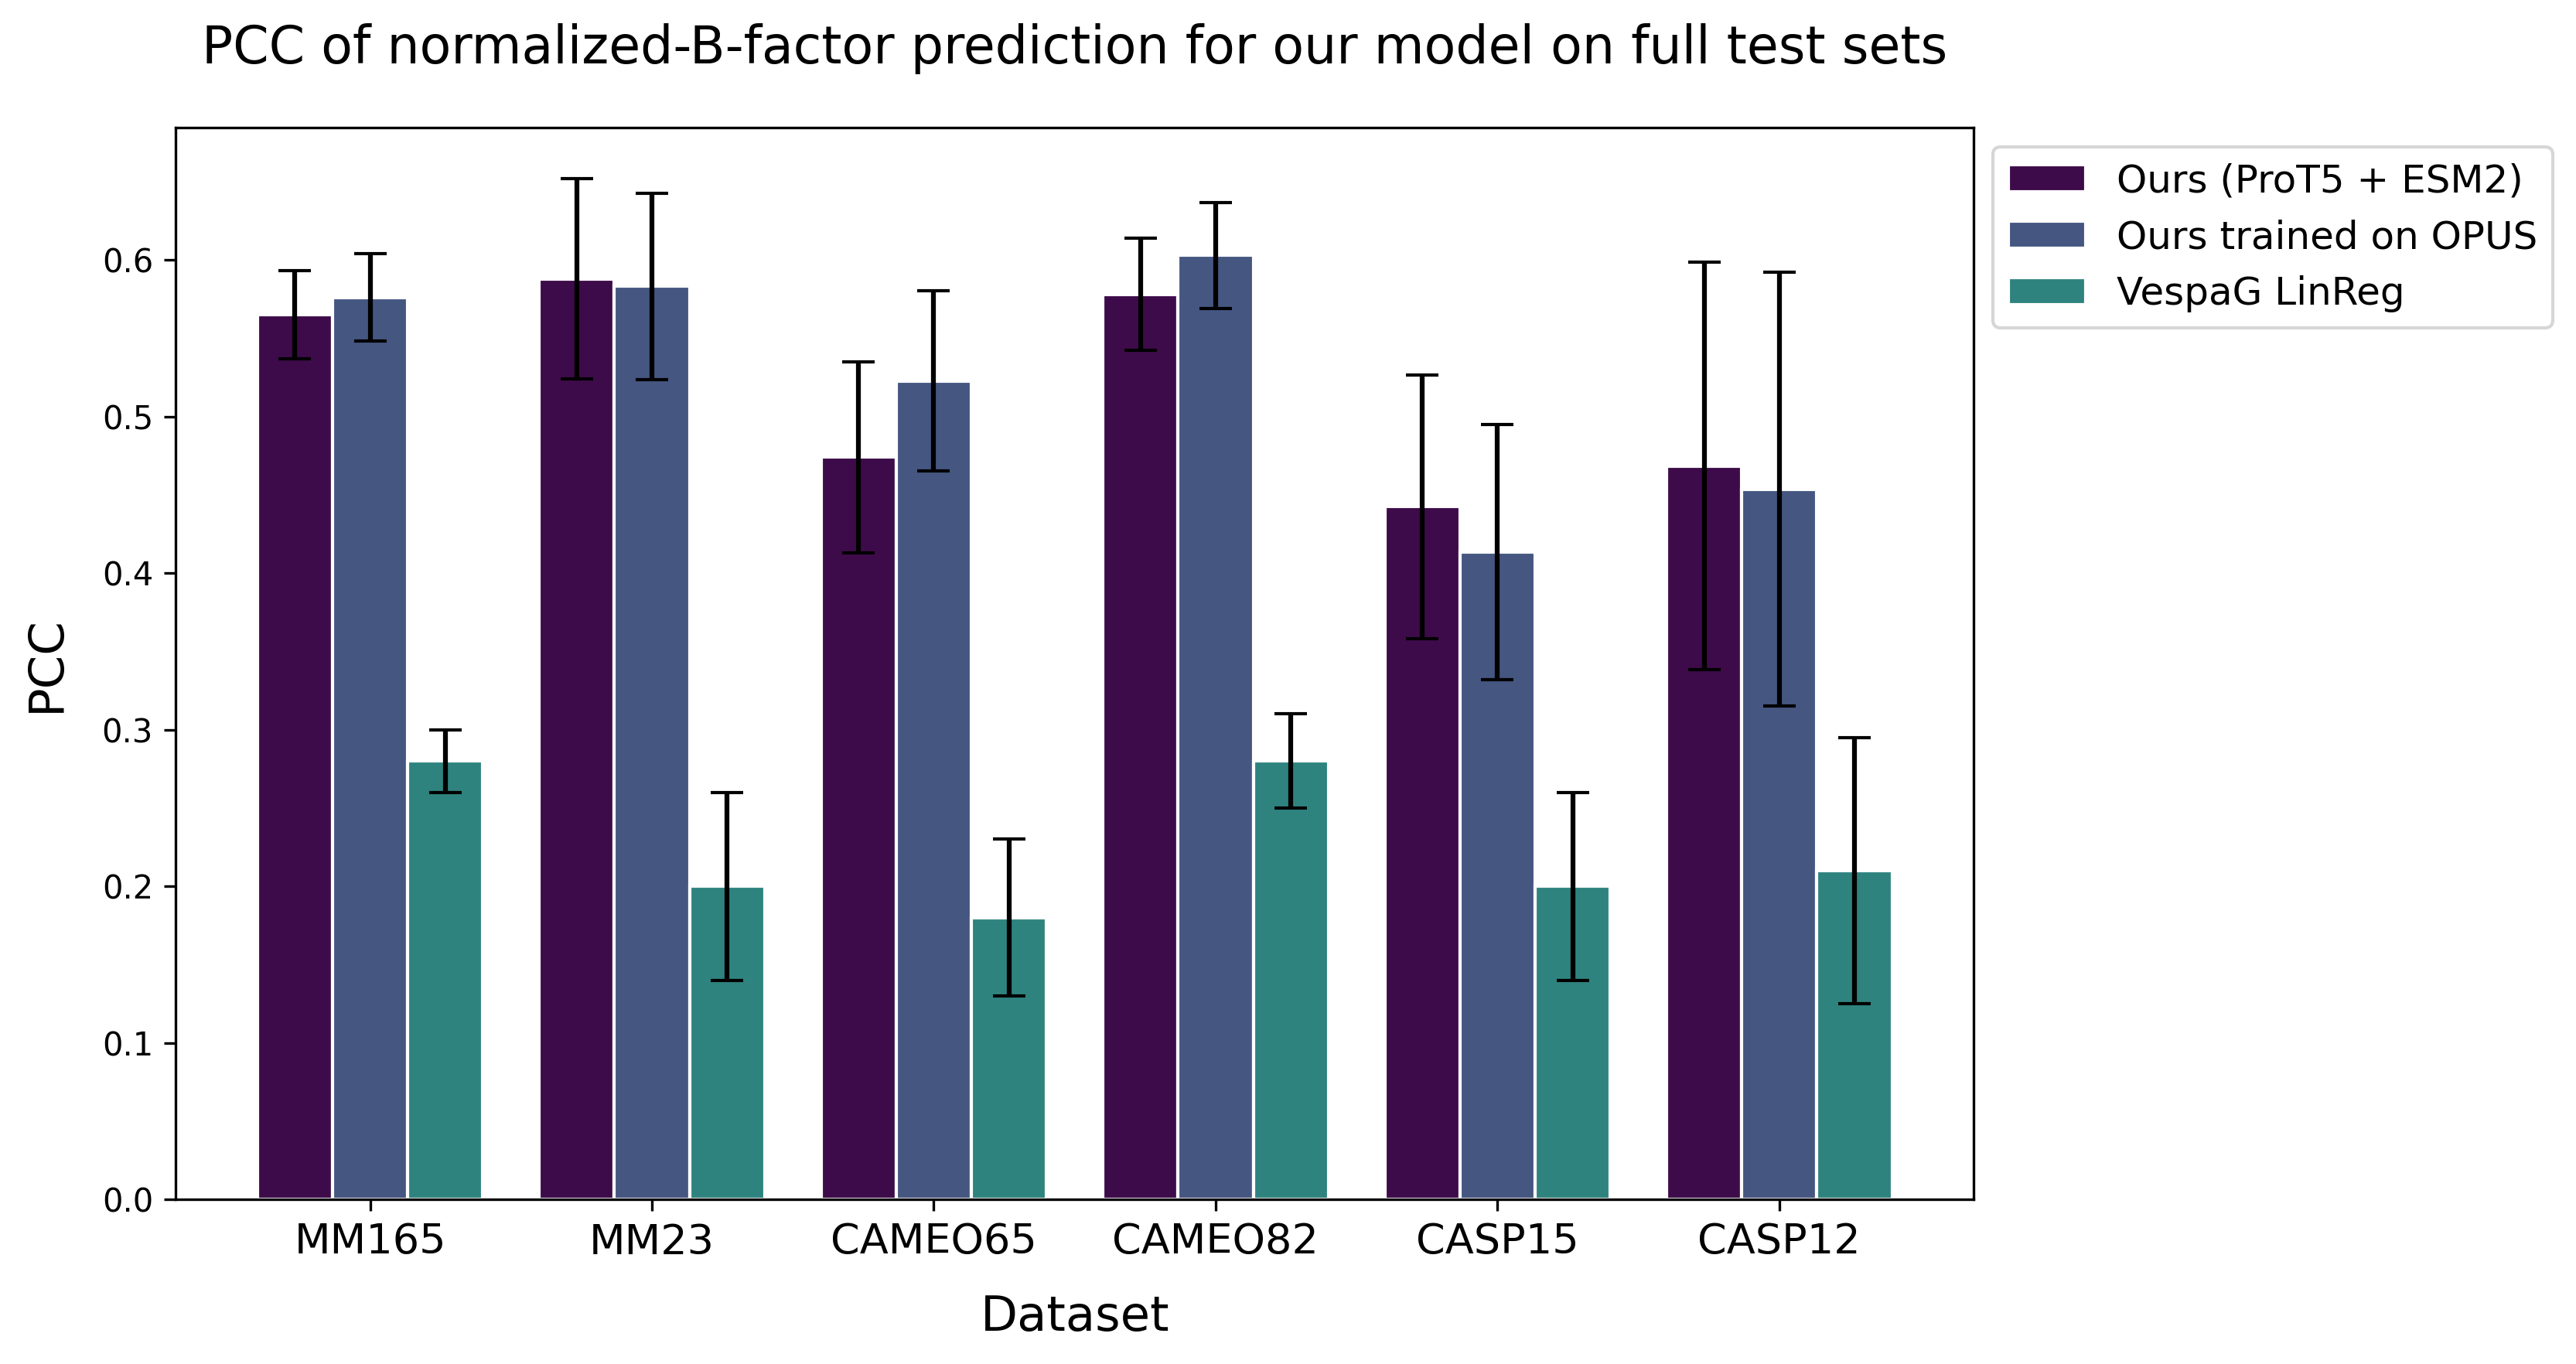 PCC of normalized-B-factor prediction for our model on full test sets
Ours (ProT5 + ESM2)
Ours trained on OPUS
VespaG LinReg
PCC
0.6
0.5
0.4
0.3
0.2
0.1
0.0
MM165 MM23 CAMEO65 CAMEO82 CASP15 CASP12
Dataset